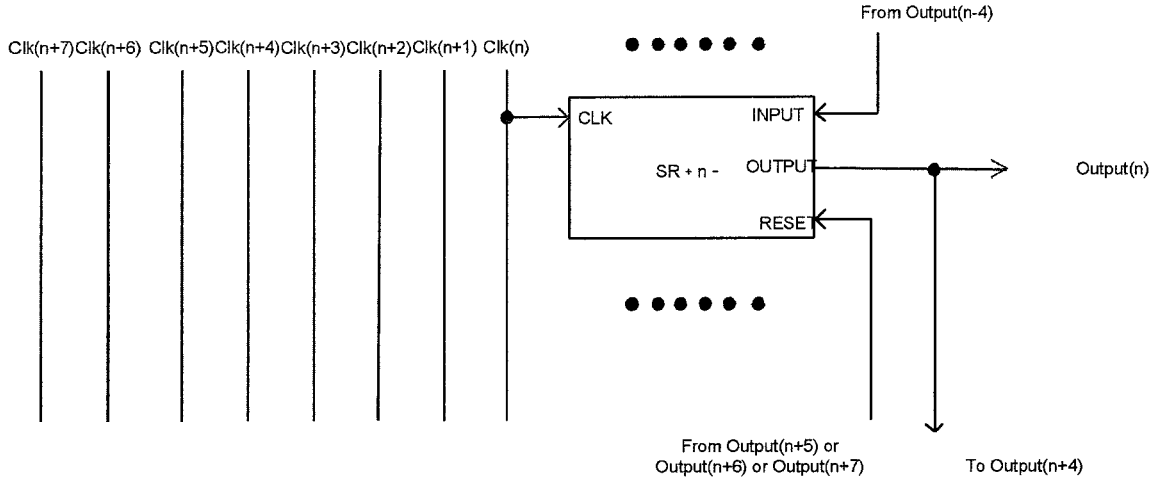 From Output(n-4)
Clk(n+7) Clk(n+6) Clk(n+5) Clk(n+4) Clk(n+3) Clk(n+2) Clk(n+1) Clk(n)
CLK
INPUT
SR + n -
OUTPUT
Output(n)
RESET
From Output(n+5) or
Output(n+6) or Output(n+7)
To Output(n+4)